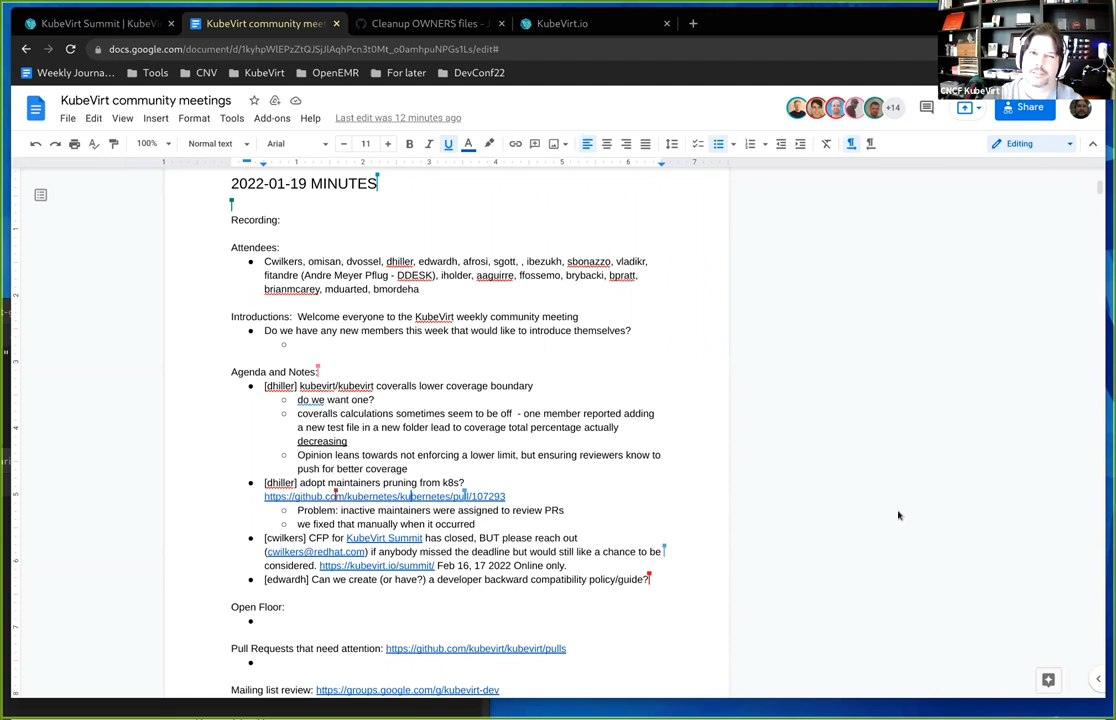 KubeVirt Summit | KubeVi
KubeVirt community mee
Cleanup OWNERS files -
KubeVirt.io
docs.google.com/document/d/1kyhpWlEPzZtQJSjIAqhPcn3t0Mt_o0amhpuNPGs1Ls/edit#
Weekly Journa...
Tools
CNV
KubeVirt
OpenEMR
For later
DevConf22
CNCF KubeVirt
KubeVirt community meetings
File Edit View Insert Format Tools Add-ons Help
Last edit was 12 minutes ago
+14
Share
100%
Normal text
Arial
11
Editing
2022-01-19 MINUTES
Recording:
Attendees:
Cwilkers, omisan, dvossel, dhiller, edwardh, afrosi, sgott, , ibezukh, sbonazzo, vladikr,
fitandre (Andre Meyer Pflug - DDESK), iholder, aaguirre, ffossemo, brybacki, bpratt,
brianmcarey, mduarted, bmordeha
Introductions: Welcome everyone to the KubeVirt weekly community meeting
Do we have any new members this week that would like to introduce themselves?
Agenda and Notes:
[dhiller] kubevirt/kubevirt coveralls lower coverage boundary
do we want one?
coveralls calculations sometimes seem to be off - one member reported adding
a new test file in a new folder lead to coverage total percentage actually
decreasing
Opinion leans towards not enforcing a lower limit, but ensuring reviewers know to
push for better coverage
[dhiller] adopt maintainers pruning from k8s?
https://github.com/kubernetes/kubernetes/pull/107293
Problem: inactive maintainers were assigned to review PRs
we fixed that manually when it occurred
[cwilkers] CFP for KubeVirt Summit has closed, BUT please reach out
(cwilkers@redhat.com) if anybody missed the deadline but would still like a chance to be
considered. https://kubevirt.io/summit/ Feb 16, 17 2022 Online only.
[edwardh] Can we create (or have?) a developer backward compatibility policy/guide?
Open Floor:
Pull Requests that need attention: https://github.com/kubevirt/kubevirt/pulls
Mailing list review: https://groups.google.com/g/kubevirt-dev